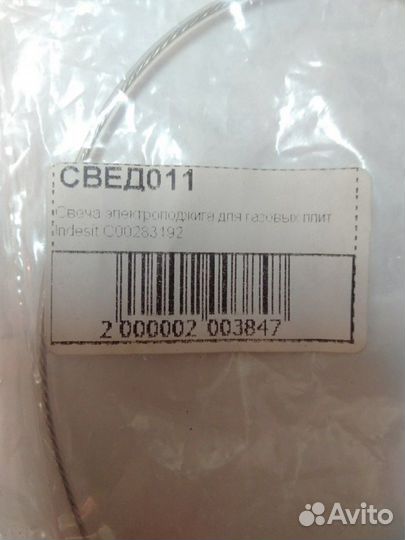 СВЕД011
Свеча электроподжига для газовых плит
Indesit C00283192
2 000002 003847
Avito